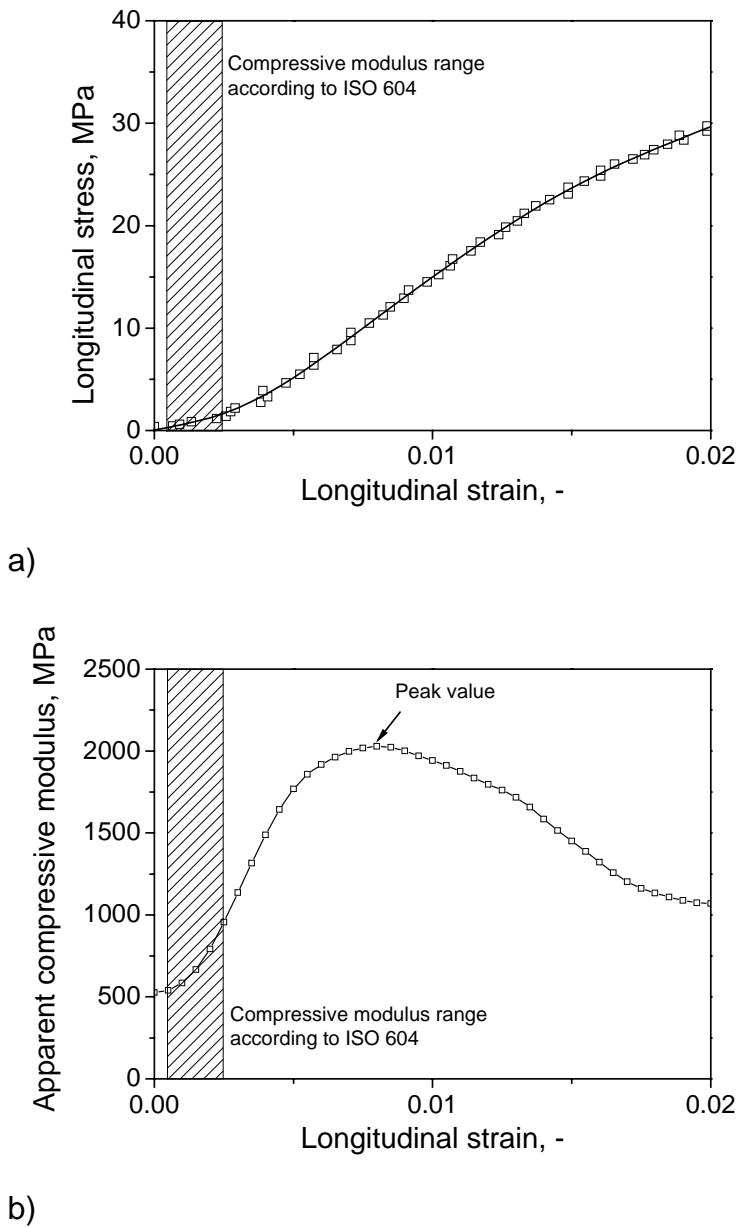 40
Compressive modulus range
according to ISO 604
30
20
10
0
0.00
0.01
0.02
Longitudinal stress, MPa
Longitudinal strain, -
a)
2500
Peak value
2000
1500
1000
500
Compressive modulus range
according to ISO 604
0
0.00
0.01
0.02
Apparent compressive modulus, MPa
Longitudinal strain, -
b)